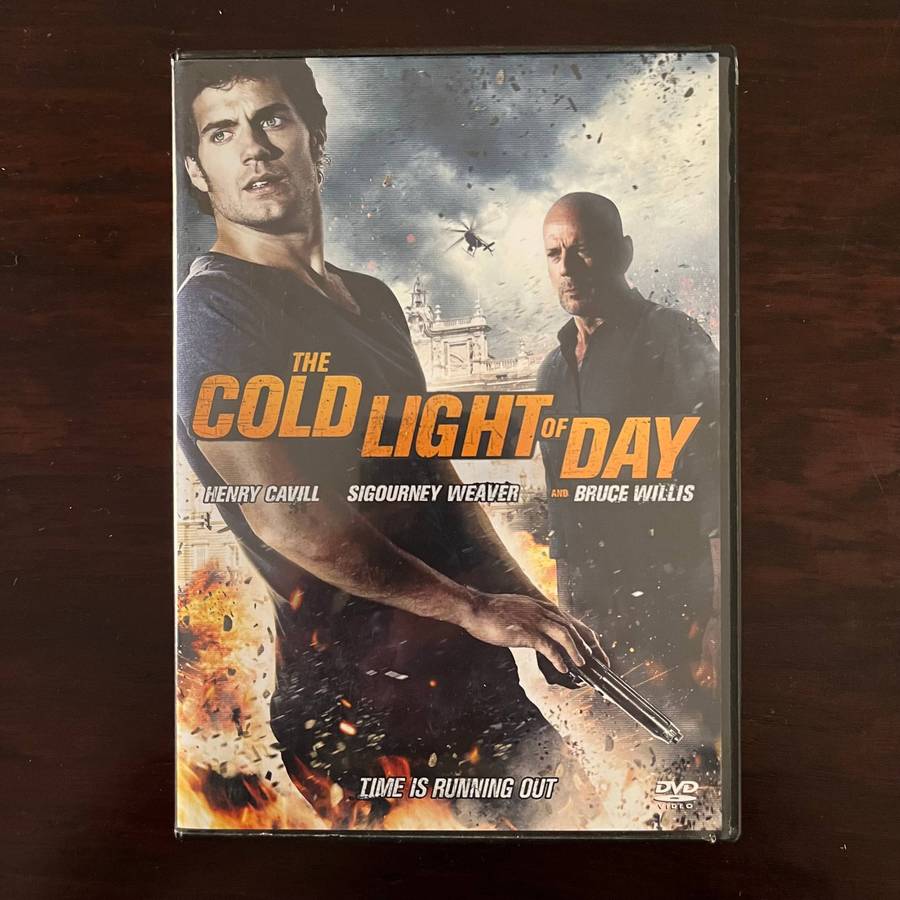 THE
COLD LIGHT OF DAY
HENRY CAVILL SIGOURNEY WEAVER AND BRUCE WILLIS
TIME IS RUNNING OUT
DVD
VIDEO